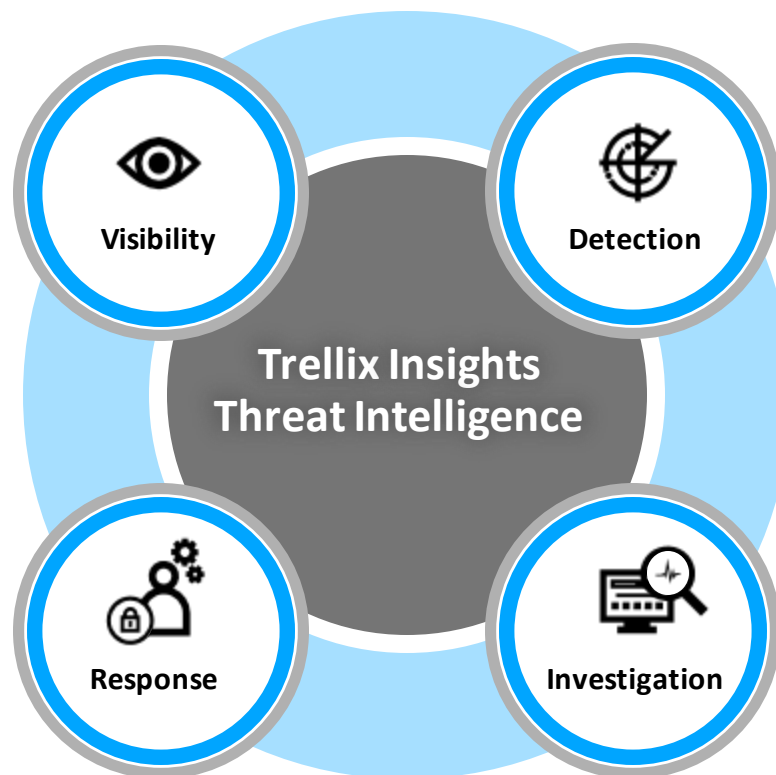 Visibility
Detection
Trellix Insights
Threat Intelligence
Response
Investigation